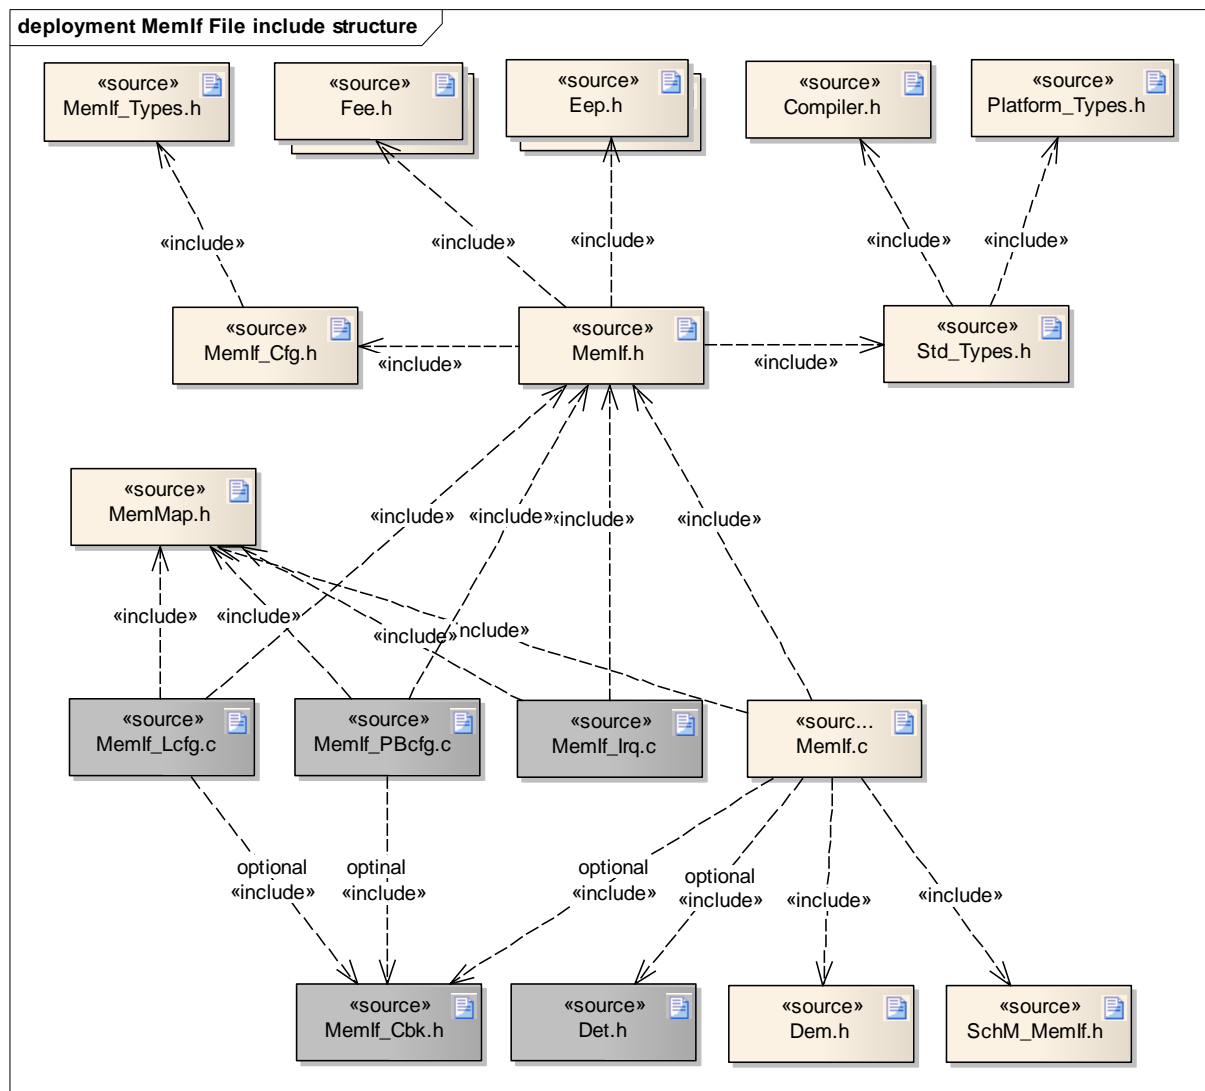 deployment MemIf File include structure
«source»
MemIf_Types.h
«source»
Fee.h
«source»
Eep.h
«source»
Compiler.h
«source»
Platform_Types.h
«include»
«include»
«include»
«include»
«include»
«source»
MemIf_Cfg.h
«source»
MemIf.h
«source»
Std_Types.h
«include»
«include»
«source»
MemMap.h
«include»
«include»
«include»
«include»
«include»
«include»
«include»
nclude»
«source»
MemIf_Lcfg.c
«source»
MemIf_PBcfg.c
«source»
MemIf_Irq.c
«sourc...
MemIf.c
optional
«include»
optinal
«include»
optional
«include»
optional
«include»
«include»
«include»
«source»
MemIf_Cbk.h
«source»
Det.h
«source»
Dem.h
«source»
SchM_MemIf.h